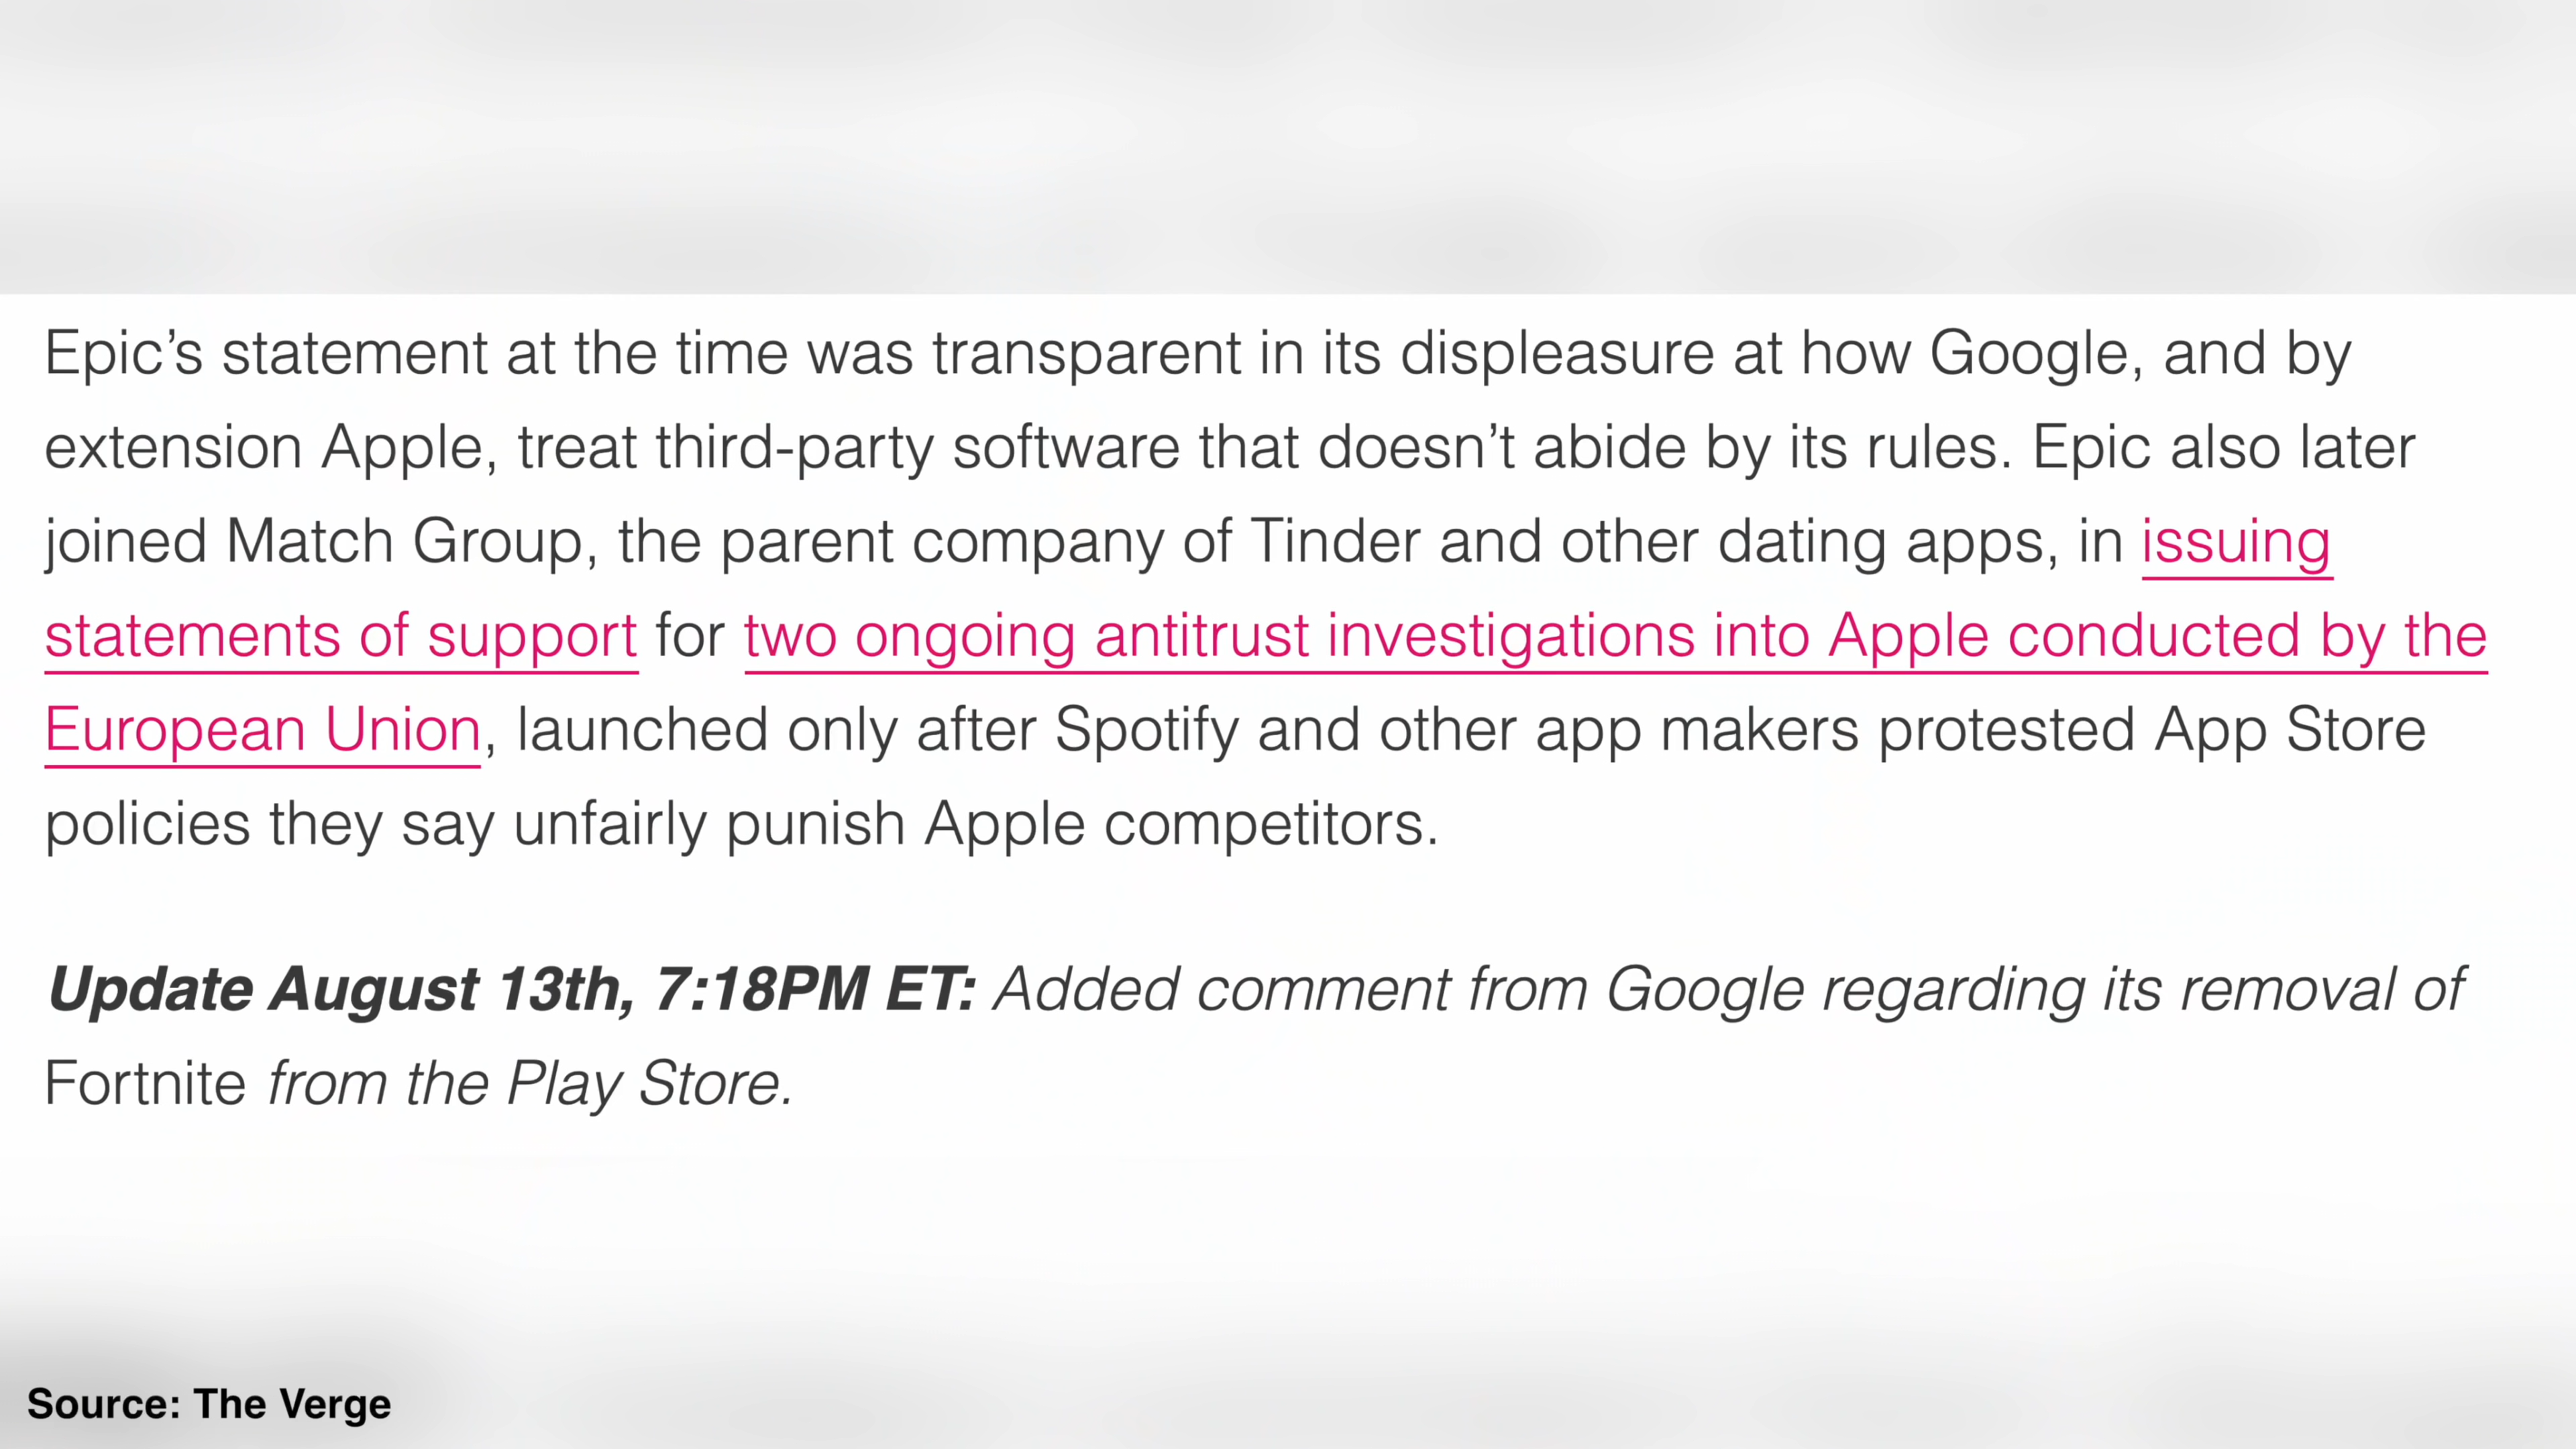 Epic’s statement at the time was transparent in its displeasure at how Google, and by
extension Apple, treat third-party software that doesn’t abide by its rules. Epic also later
joined Match Group, the parent company of Tinder and other dating apps, in issuing
statements of support for two ongoing antitrust investigations into Apple conducted by the
European Union, launched only after Spotify and other app makers protested App Store
policies they say unfairly punish Apple competitors.
Update August 13th, 7:18PM ET: Added comment from Google regarding its removal of
Fortnite from the Play Store.
Source: The Verge